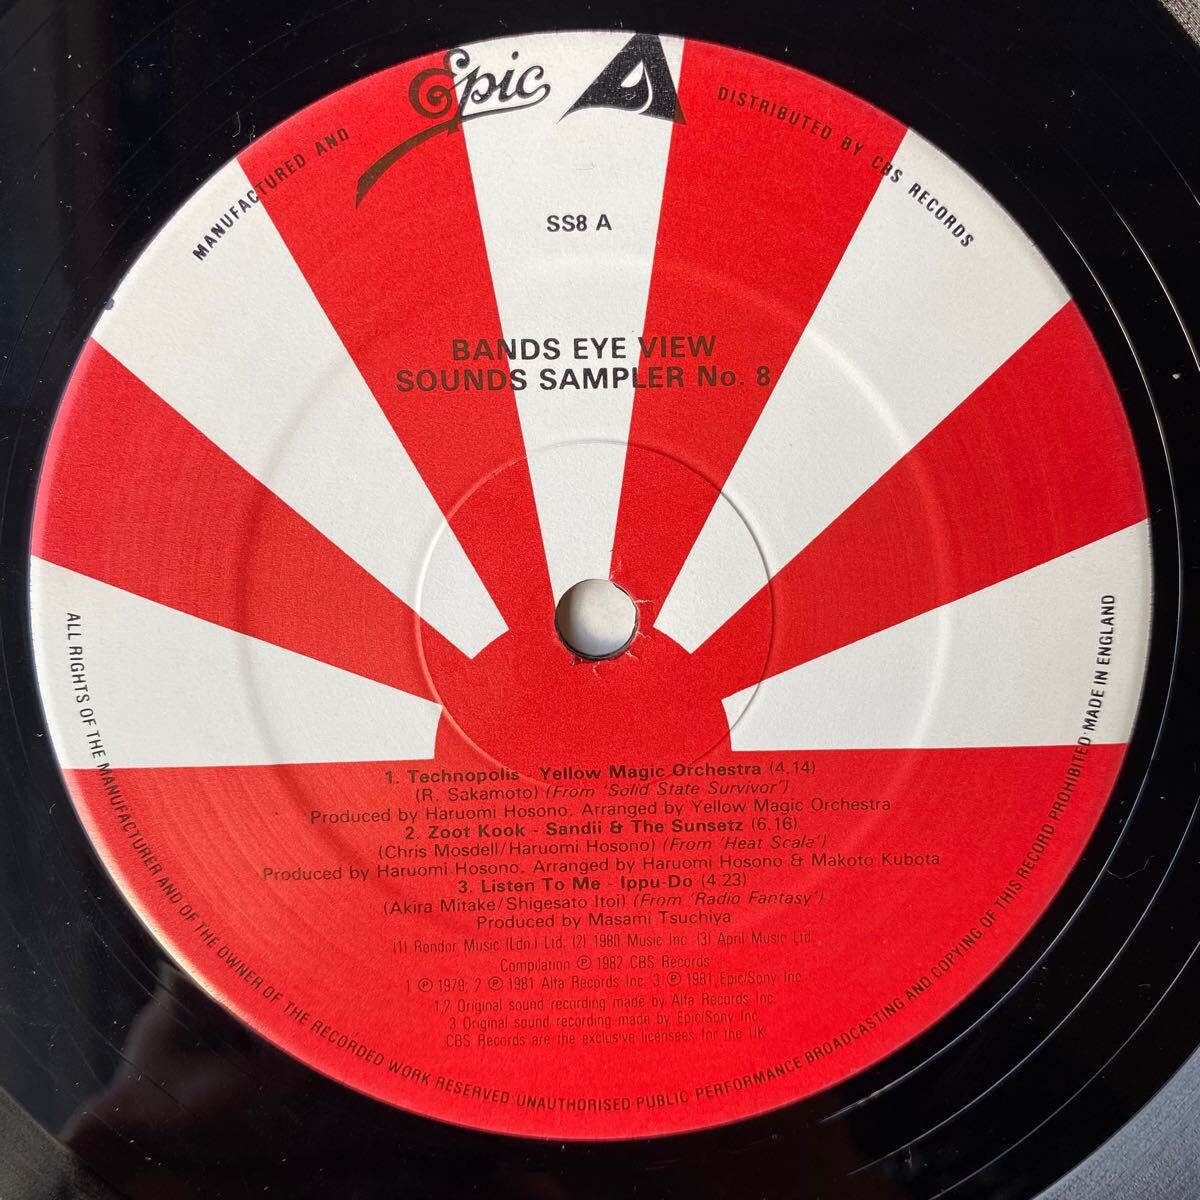 Epic
MANUFACTURED AND
DISTRIBUTED BY CBS RECORDS
SS8 A
BANDS EYE VIEW
SOUNDS SAMPLER No. 8
1. Technopolis - Yellow Magic Orchestra (4.14)
(R. Sakamoto) (From 'Solid State Survivor')
Produced by Haruomi Hosono. Arranged by Yellow Magic Orchestra
2. Zoot Kook - Sandii & The Sunsetz (6.16)
(Chris Mosdell/Haruomi Hosono) (From 'Heat Scale')
Produced by Haruomi Hosono. Arranged by Haruomi Hosono & Makoto Kubota
3. Listen To Me - Ippu-Do (4.23)
(Akira Mitake/Shigesato Itoi) (From 'Radio Fantasy')
Produced by Masami Tsuchiya
(1) Rondor Music (Ldn) Ltd. (2) 1980 Music Inc. (3) April Music Ltd.
Compilation ℗ 1982 CBS Records
1 ℗ 1979; 2 ℗ 1981 Alfa Records Inc. 3 ℗ 1981 Epic/Sony Inc.
1,2 Original sound recording made by Alfa Records Inc.
3 Original sound recording made by Epic/Sony Inc.
CBS Records are the exclusive licensees for the UK
ALL RIGHTS OF THE MANUFACTURER AND OF THE OWNER OF THE RECORDED WORK RESERVED UNAUTHORISED PUBLIC PERFORMANCE BROADCASTING AND COPYING OF THIS RECORD PROHIBITED MADE IN ENGLAND